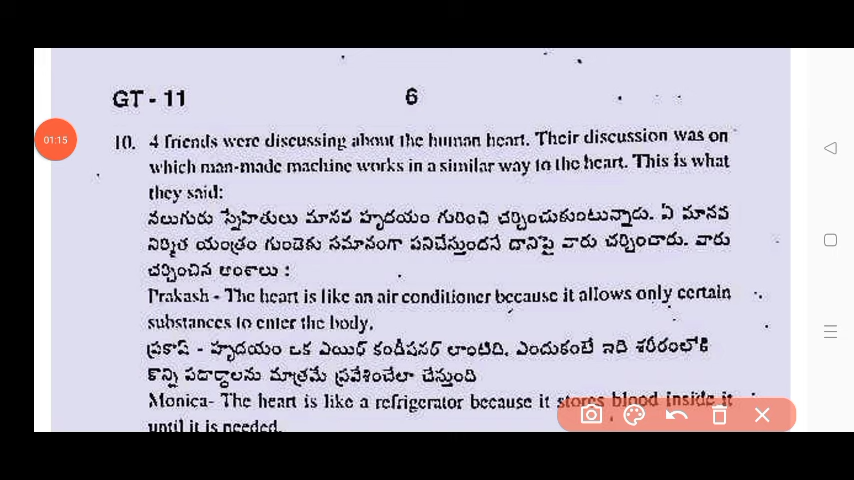 GT - 11 6
10. 4 friends were discussing about the human heart. Their discussion was on
which man-made machine works in a similar way to the heart. This is what
they said:
నలుగురు స్నేహితులు మానవ హృదయం గురించి చర్చించుకుంటున్నారు. ఏ మానవ
నిర్మిత యంత్రం గుండెకు సమానంగా పనిచేస్తుందనే దానిపై వారు చర్చించారు. వారు
చర్చించిన అంశాలు :
Prakash - The heart is like an air conditioner because it allows only certain
substances to enter the body.
ప్రకాష్ - హృదయం ఒక ఎయిర్ కండీషనర్ లాంటిది. ఎందుకంటే ఇది శరీరంలోకి
కొన్ని పదార్థాలను మాత్రమే ప్రవేశించేలా చేస్తుంది
Monica- The heart is like a refrigerator because it stores blood inside it
until it is needed.
01:15